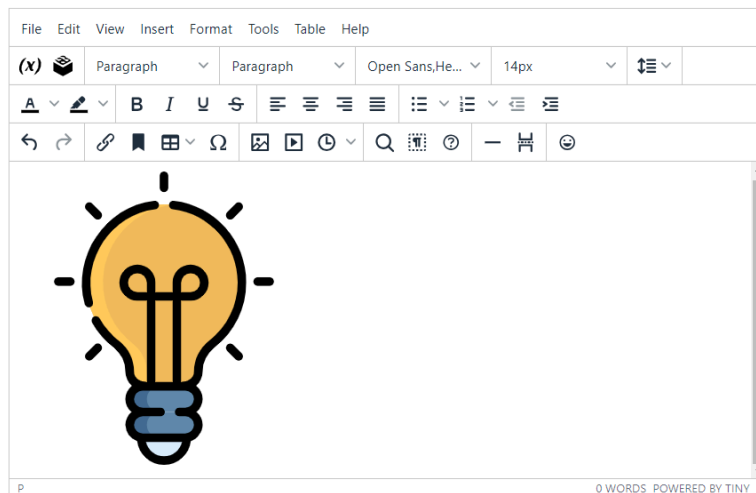 File Edit View Insert Format Tools Table Help
(x) Paragraph Paragraph Open Sans,He... 14px
A B I U S
Ω
P 0 WORDS POWERED BY TINY